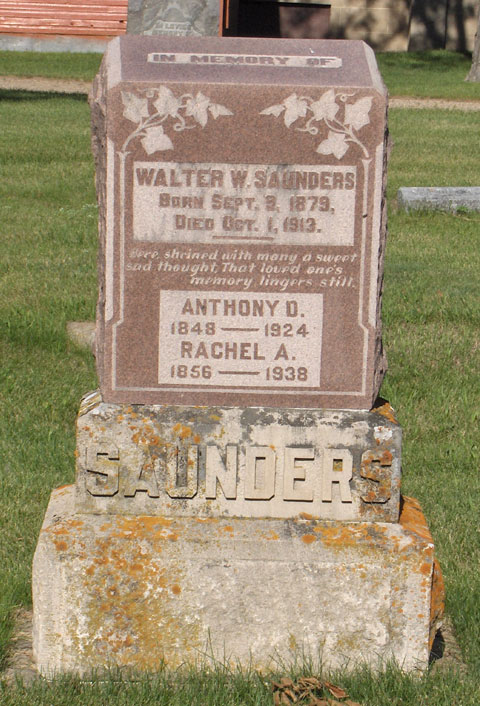 IN MEMORY OF
WALTER W. SAUNDERS
BORN SEPT. 3, 1879,
DIED OCT. 1, 1913.
Here, shrined with many a sweet
sad thought, That loved one's
memory lingers still.
ANTHONY D.
1848 — 1924
RACHEL A.
1856 — 1938
SAUNDERS